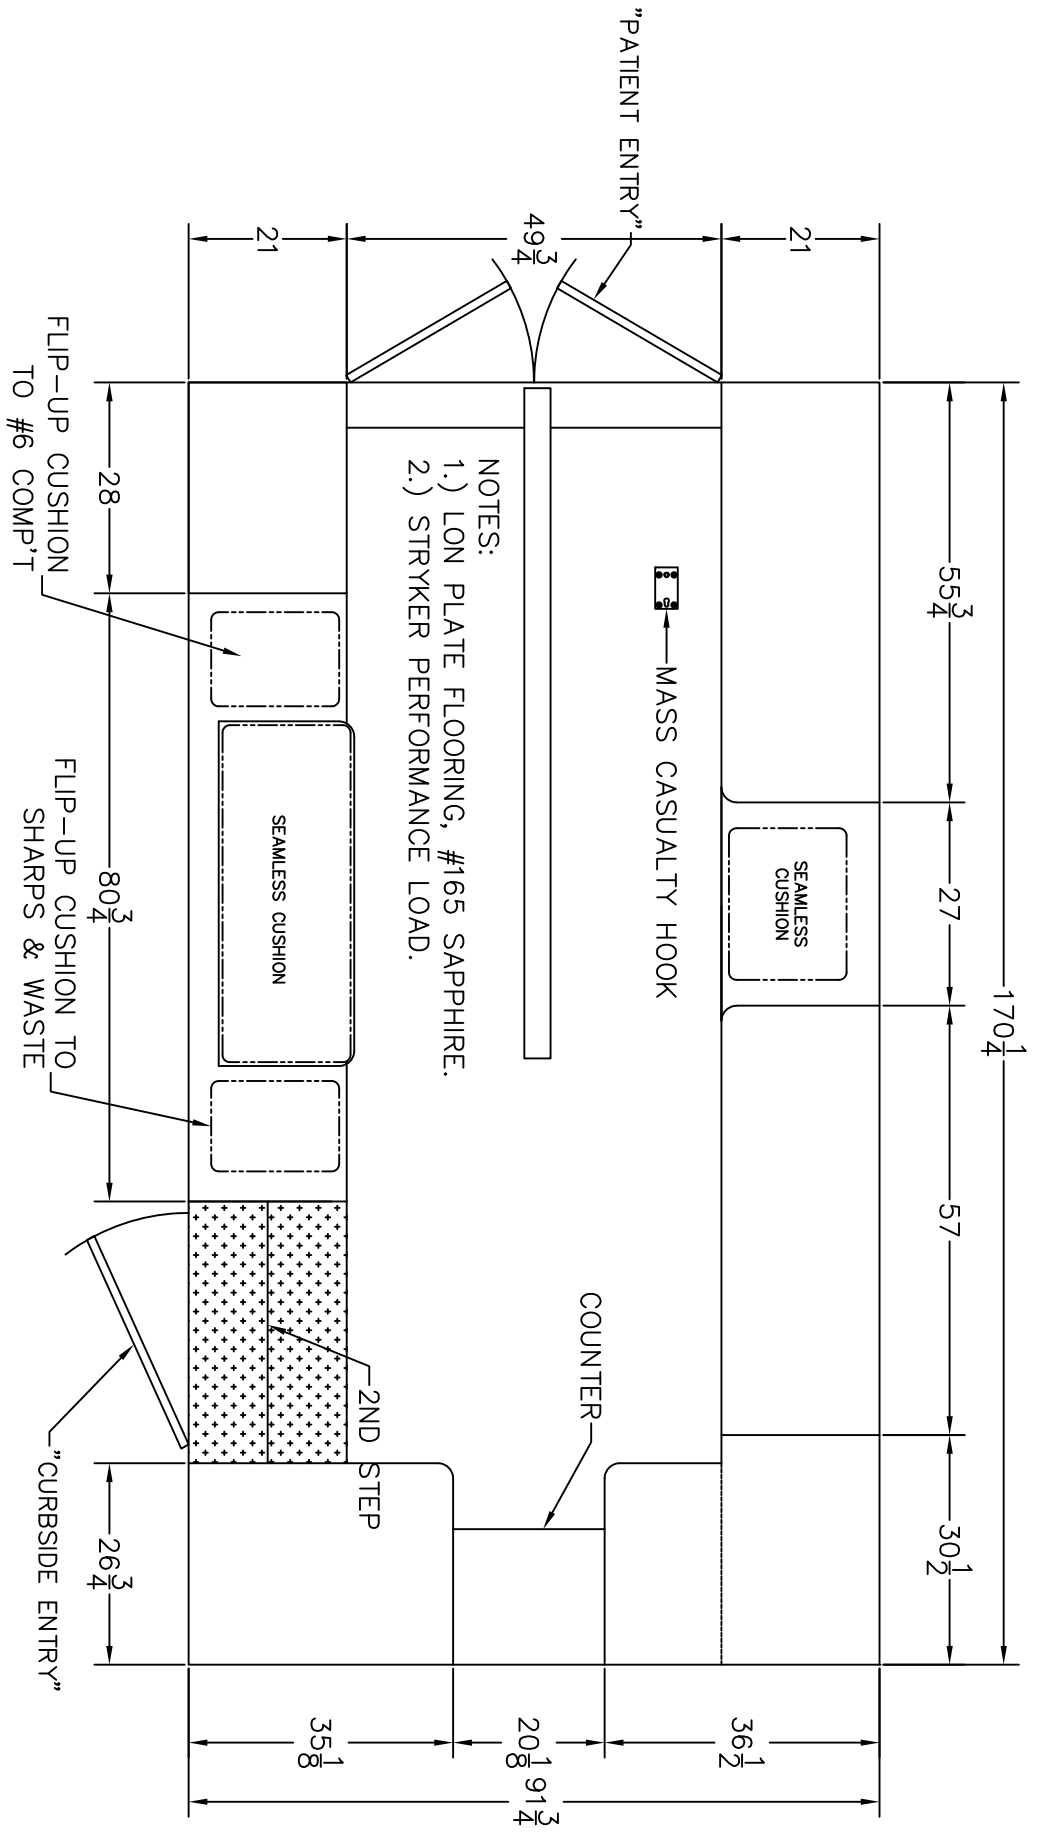 "PATIENT ENTRY"
21
49 3/4
21
55 3/4
27
57
30 1/2
170 1/4
MASS CASUALTY HOOK
SEAMLESS
CUSHION
NOTES:
1.) LON PLATE FLOORING, #165 SAPPHIRE.
2.) STRYKER PERFORMANCE LOAD.
SEAMLESS CUSHION
COUNTER
2ND STEP
28
80 3/4
26 3/4
FLIP-UP CUSHION
TO #6 COMP'T
FLIP-UP CUSHION TO
SHARPS & WASTE
"CURBSIDE ENTRY"
36 1/2
20 1/8
35 1/8
91 3/4